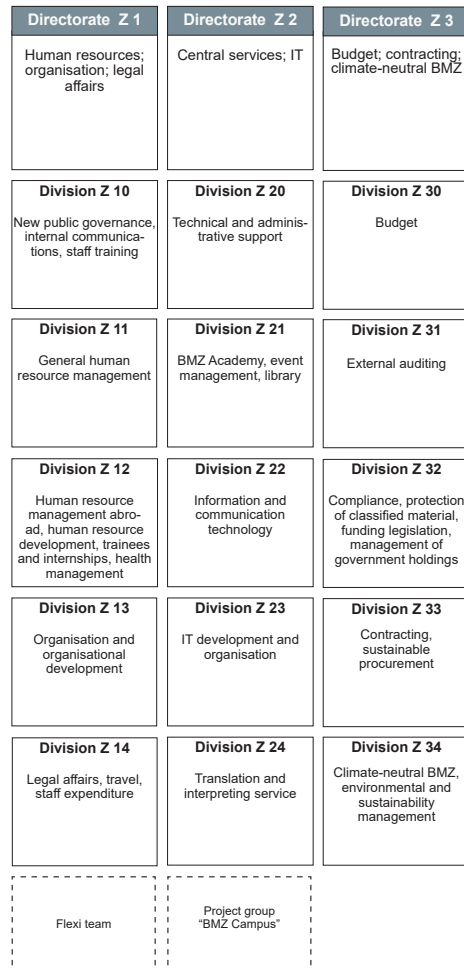 Directorate Z 1
Human resources;
organisation; legal
affairs
Division Z 10
New public governance,
internal communica-
tions, staff training
Division Z 11
General human
resource management
Division Z 12
Human resource
management abro-
ad, human resource
development, trainees
and internships, health
management
Division Z 13
Organisation and
organisational
development
Division Z 14
Legal affairs, travel,
staff expenditure
Flexi team
Directorate Z 2
Central services; IT
Division Z 20
Technical and adminis-
trative support
Division Z 21
BMZ Academy, event
management, library
Division Z 22
Information and
communication
technology
Division Z 23
IT development and
organisation
Division Z 24
Translation and
interpreting service
Project group
“BMZ Campus”
Directorate Z 3
Budget; contracting;
climate-neutral BMZ
Division Z 30
Budget
Division Z 31
External auditing
Division Z 32
Compliance, protection
of classified material,
funding legislation,
management of
government holdings
Division Z 33
Contracting,
sustainable
procurement
Division Z 34
Climate-neutral BMZ,
environmental and
sustainability
management